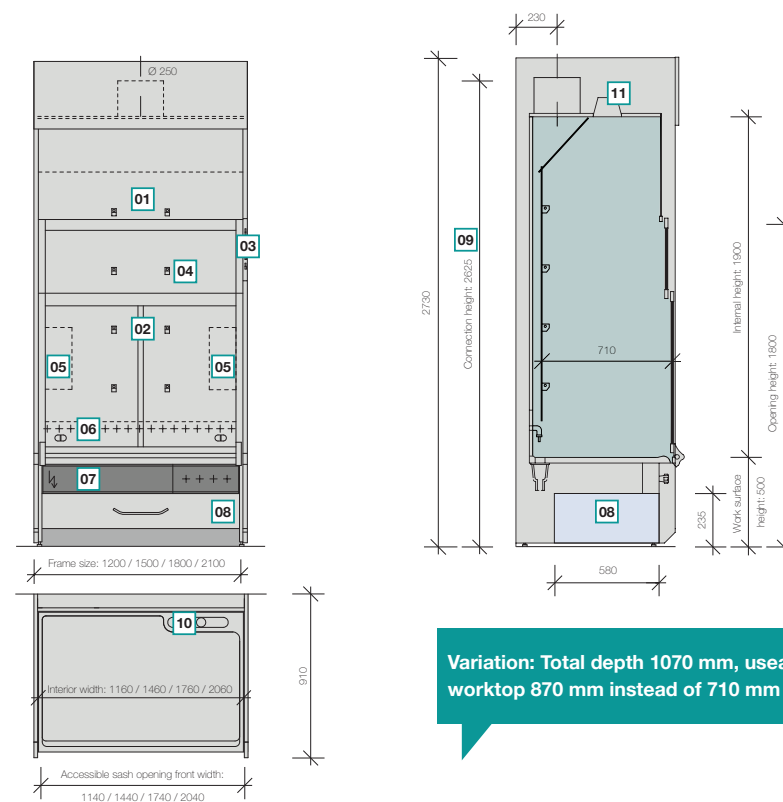 Ø 250
01
03
04
02
05
05
06
07
08
Frame size: 1200 / 1500 / 1800 / 2100
10
Interior width: 1160 / 1460 / 1760 / 2060
910
Accessible sash opening front width:
1140 / 1440 / 1740 / 2040
230
11
09
2730
Connection height: 2625
710
Internal height: 1900
Opening height: 1800
08
235
Work surface
height: 500
580
Variation: Total depth 1070 mm,
worktop 870 mm instead of 710 mm